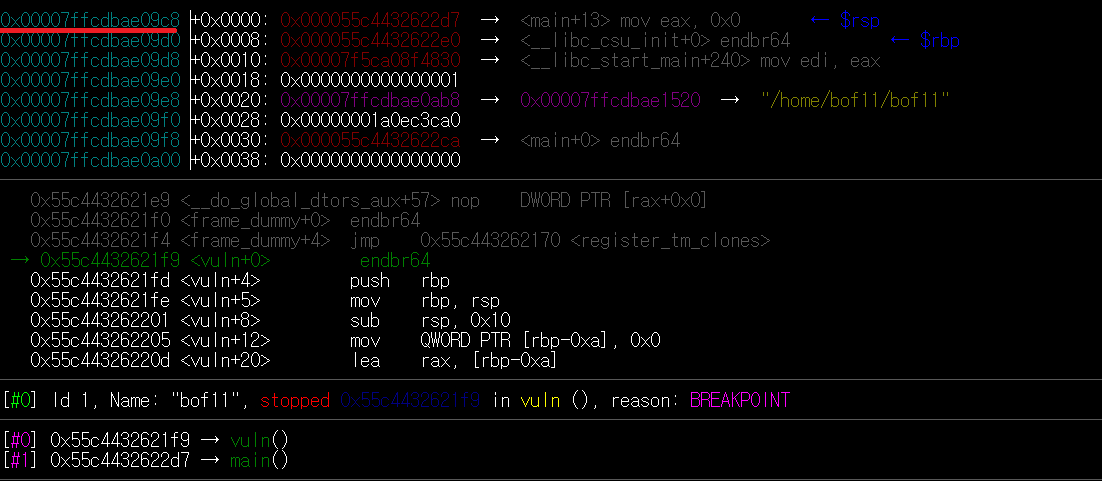 0x00007ffcdbae09c8 +0x0000: 0x000055c4432622d7 → <main+13> mov eax, 0x0 ← $rsp
0x00007ffcdbae09d0 +0x0008: 0x000055c4432622e0 → <__libc_csu_init+0> endbr64 ← $rbp
0x00007ffcdbae09d8 +0x0010: 0x00007f5ca08f4830 → <__libc_start_main+240> mov edi, eax
0x00007ffcdbae09e0 +0x0018: 0x0000000000000001
0x00007ffcdbae09e8 +0x0020: 0x00007ffcdbae0ab8 → 0x00007ffcdbae1520 → "/home/bof11/bof11"
0x00007ffcdbae09f0 +0x0028: 0x00000001a0ec3ca0
0x00007ffcdbae09f8 +0x0030: 0x000055c4432622ca → <main+0> endbr64
0x00007ffcdbae0a00 +0x0038: 0x0000000000000000
0x55c4432621e9 <__do_global_dtors_aux+57> nop DWORD PTR [rax+0x0]
0x55c4432621f0 <frame_dummy+0> endbr64
0x55c4432621f4 <frame_dummy+4> jmp 0x55c443262170 <register_tm_clones>
→ 0x55c4432621f9 <vuln+0> endbr64
0x55c4432621fd <vuln+4> push rbp
0x55c4432621fe <vuln+5> mov rbp, rsp
0x55c443262201 <vuln+8> sub rsp, 0x10
0x55c443262205 <vuln+12> mov QWORD PTR [rbp-0xa], 0x0
0x55c44326220d <vuln+20> lea rax, [rbp-0xa]
[#0] Id 1, Name: "bof11", stopped 0x55c4432621f9 in vuln (), reason: BREAKPOINT
[#0] 0x55c4432621f9 → vuln()
[#1] 0x55c4432622d7 → main()